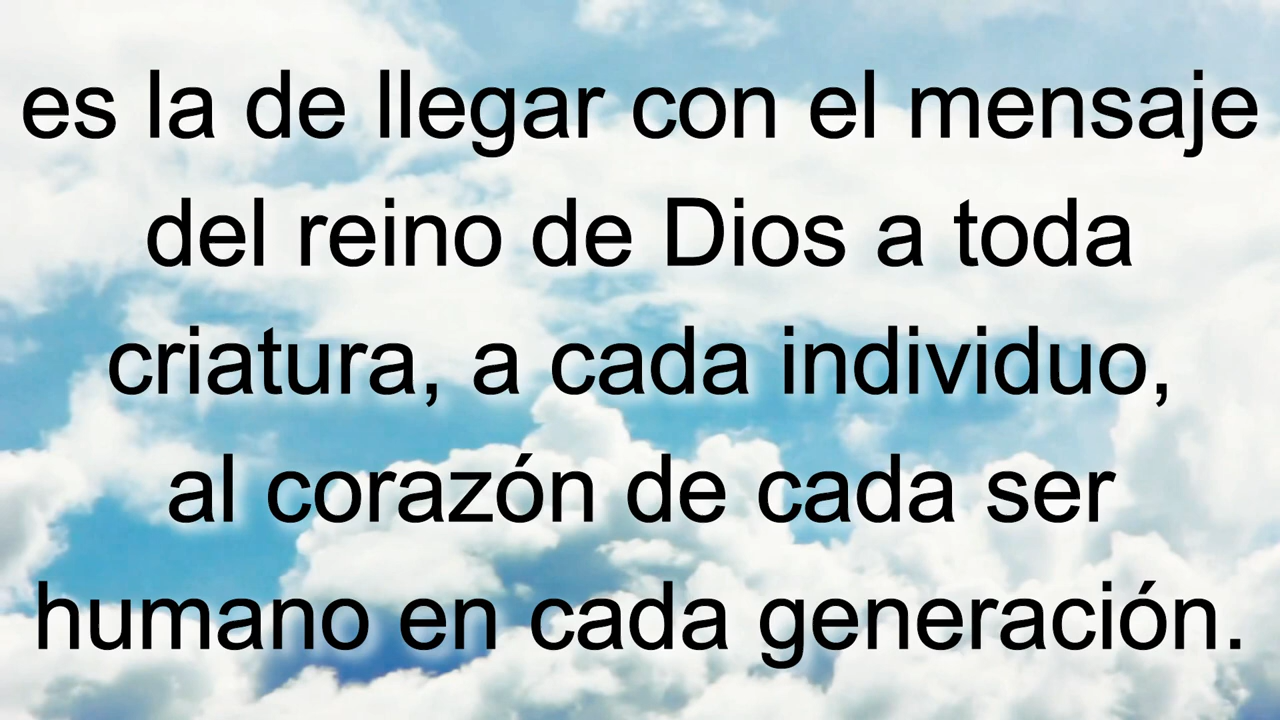 es la de llegar con el mensaje
del reino de Dios a toda
criatura, a cada individuo,
al corazón de cada ser
humano en cada generación.